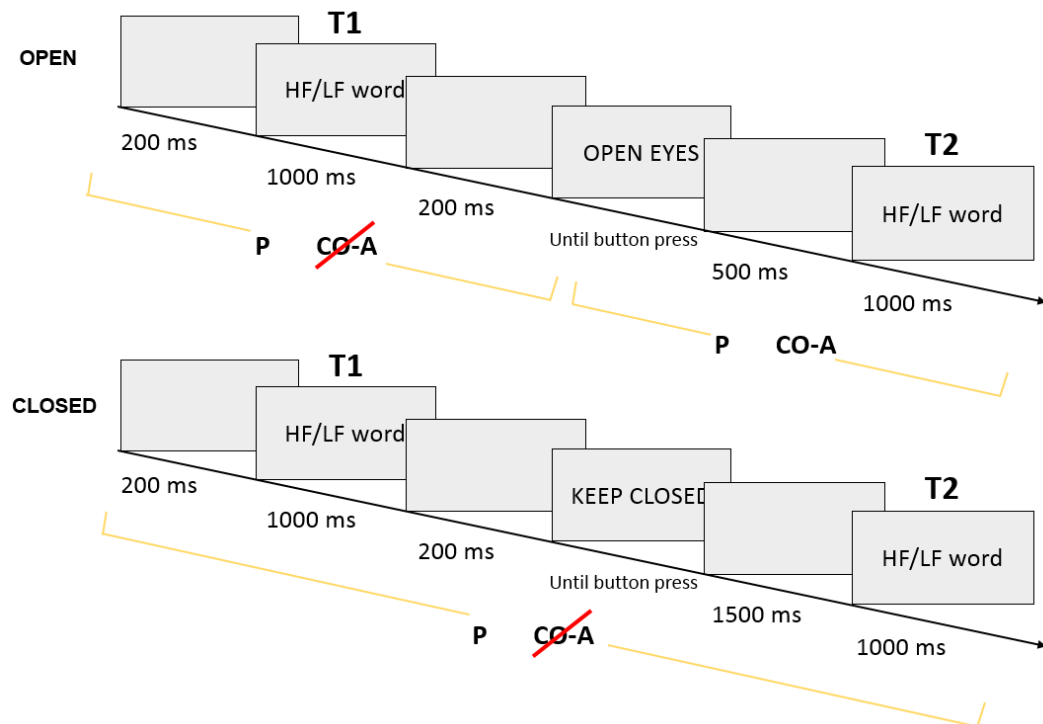 T1
OPEN
HF/LF word
200 ms
OPEN EYES
T2
1000 ms
HF/LF word
200 ms
P CO-A
Until button press
500 ms
1000 ms
P CO-A
T1
CLOSED
HF/LF word
200 ms
KEEP CLOSED
T2
1000 ms
HF/LF word
200 ms
Until button press
1500 ms
P CO-A
1000 ms